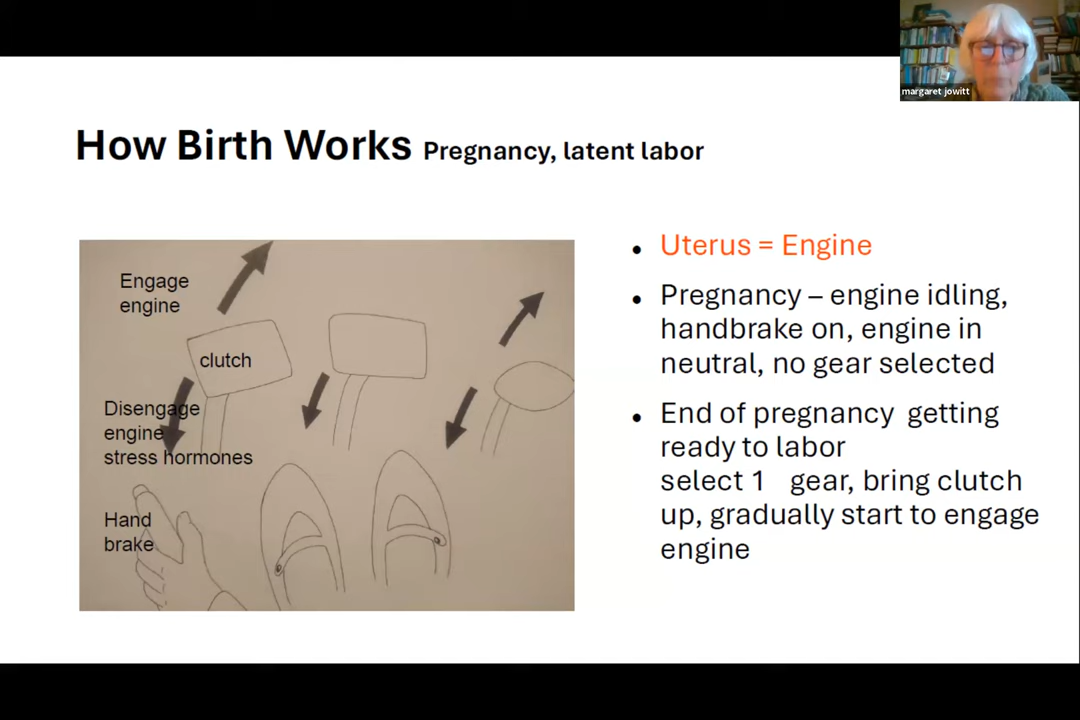 margaret jowitt
How Birth Works Pregnancy, latent labor
Engage
engine
clutch
Disengage
engine
stress hormones
Hand
brake
• Uterus = Engine
• Pregnancy – engine idling,
handbrake on, engine in
neutral, no gear selected
• End of pregnancy getting
ready to labor
select 1 gear, bring clutch
up, gradually start to engage
engine